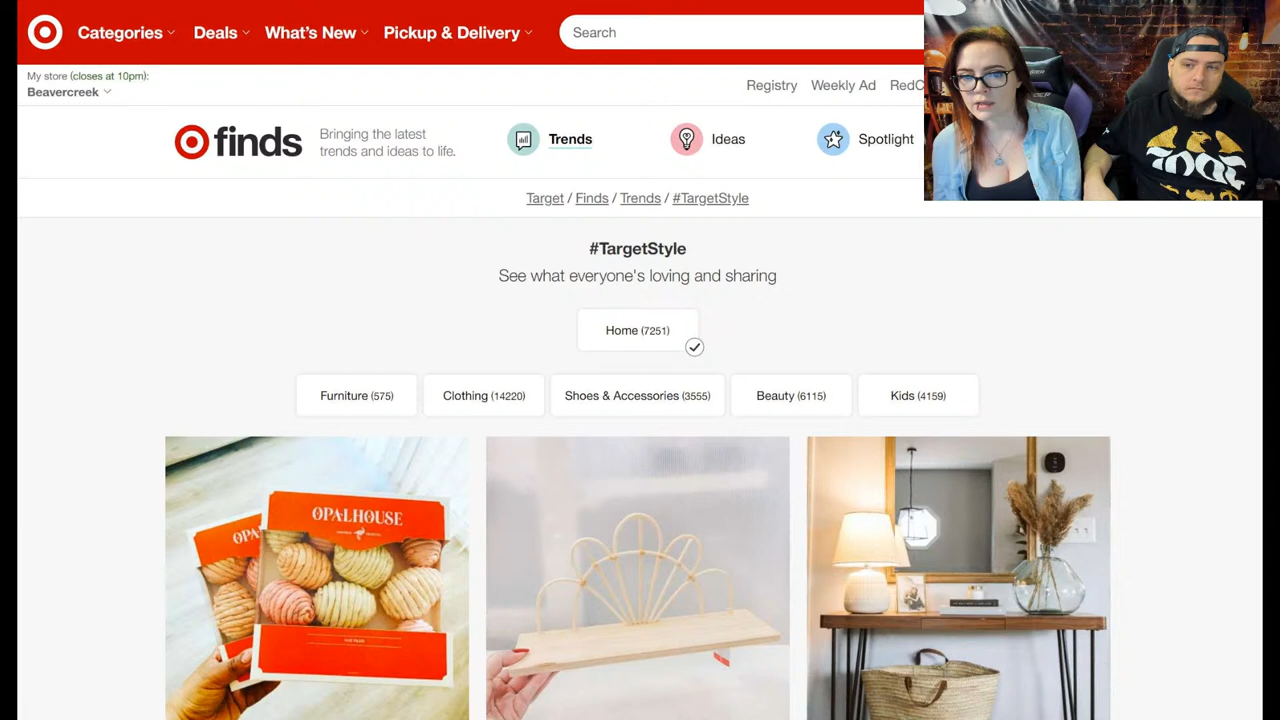 Categories
Deals
What's New
Pickup & Delivery
Search
My store (closes at 10pm):
Beavercreek
Registry
Weekly Ad
RedC
finds
Bringing the latest
trends and ideas to life.
Trends
Ideas
Spotlight
Target / Finds / Trends / #TargetStyle
#TargetStyle
See what everyone's loving and sharing
Home (7251)
Furniture (575)
Clothing (14220)
Shoes & Accessories (3555)
Beauty (6115)
Kids (4159)
OPALHOUSE
OPA